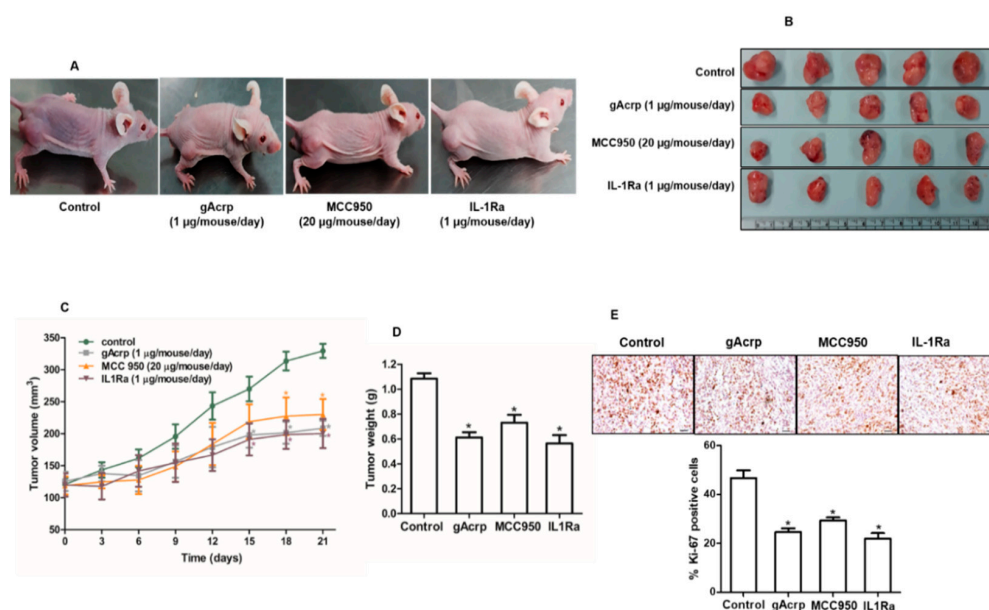 A
Control
gAcrp
(1 µg/mouse/day)
MCC950
(20 µg/mouse/day)
IL-1Ra
(1 µg/mouse/day)
B
Control
gAcrp (1 µg/mouse/day)
MCC950 (20 µg/mouse/day)
IL-1Ra (1 µg/mouse/day)
C
control
gAcrp (1 µg/mouse/day)
MCC 950 (20 µg/mouse/day)
IL1Ra (1 µg/mouse/day)
Tumor volume (mm³)
350
300
250
200
150
100
50
0 3 6 9 12 15 18 21
Time (days)
D
Tumor weight (g)
1.2
1.0
0.8
0.6
0.4
0.2
0.0
* * *
Control gAcrp MCC950 IL1Ra
E
Control gAcrp MCC950 IL-1Ra
% Ki-67 positive cells
60
40
20
0
* * *
Control gAcrp MCC950 IL1Ra